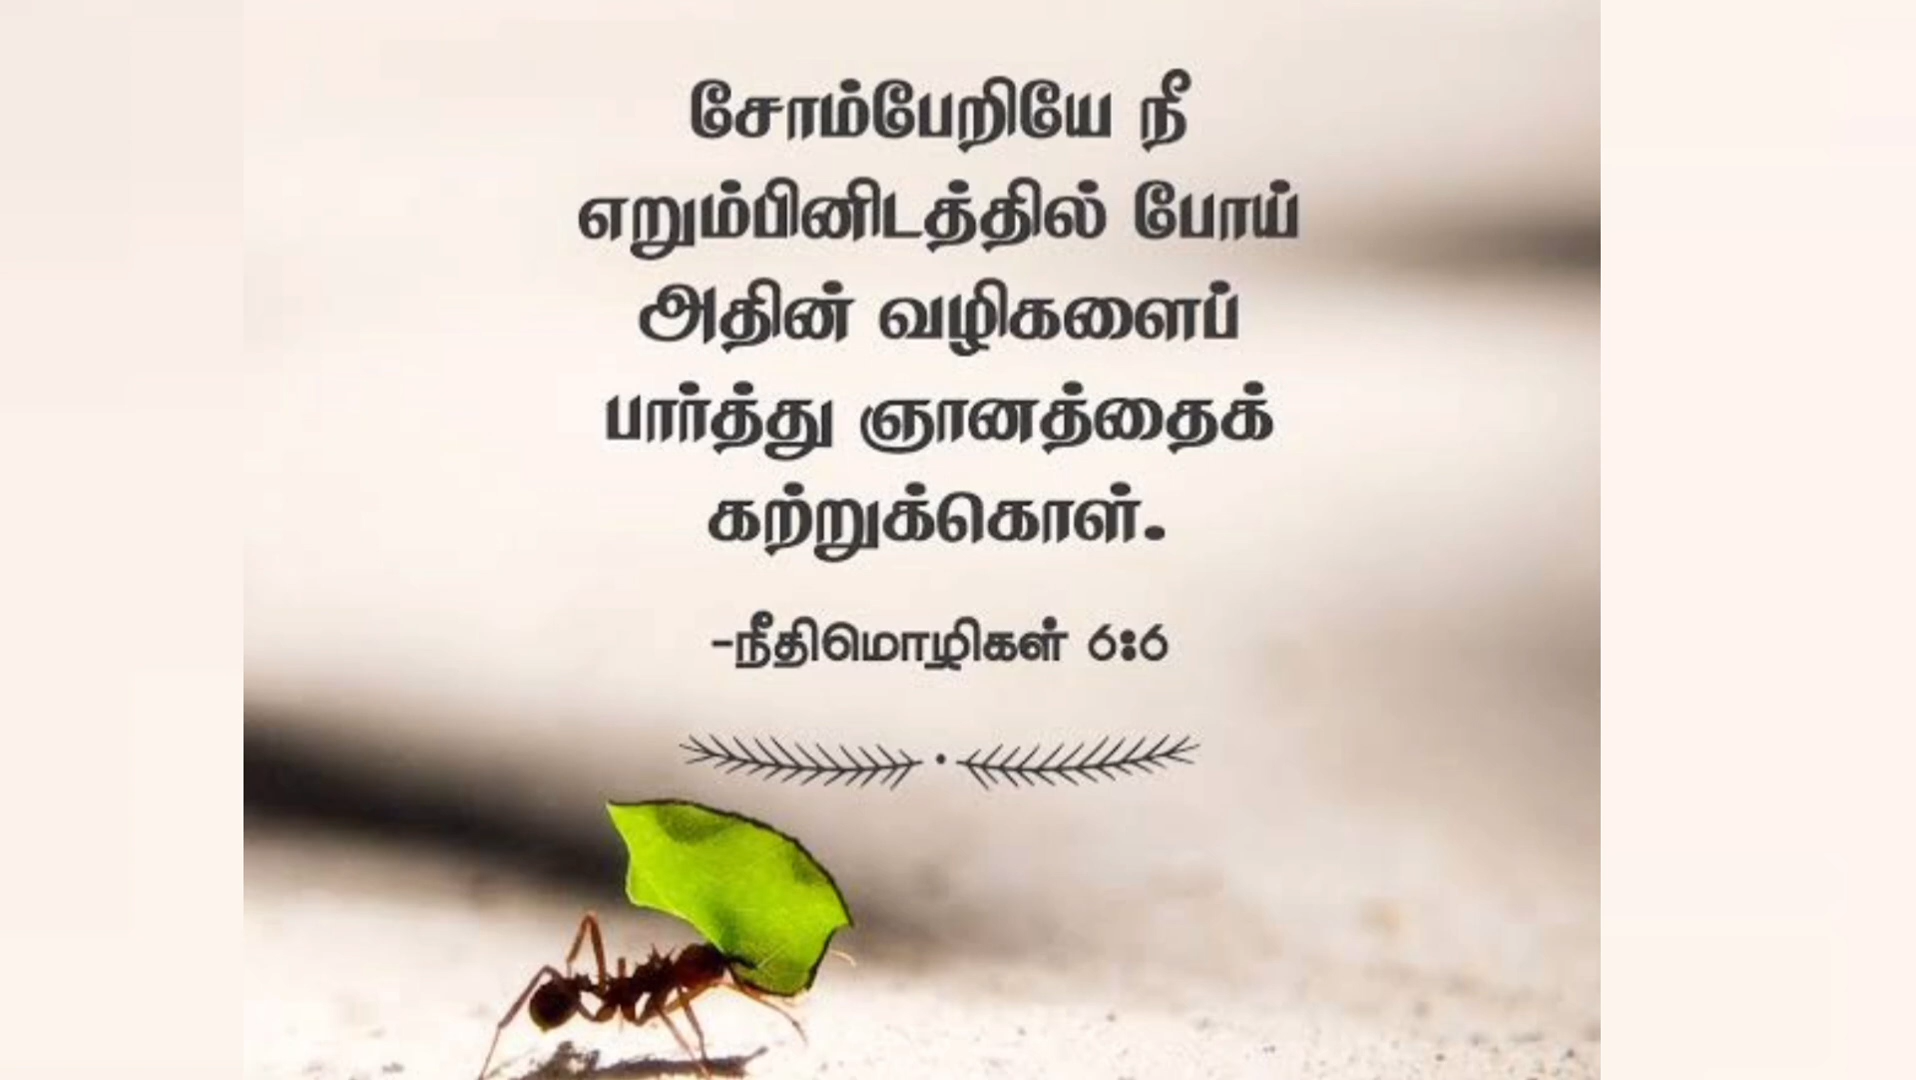 சோம்பேறியே நீ
எறும்பினிடத்தில் போய்
அதின் வழிகளைப்
பார்த்து ஞானத்தைக்
கற்றுக்கொள்.
-நீதிமொழிகள் 6:6